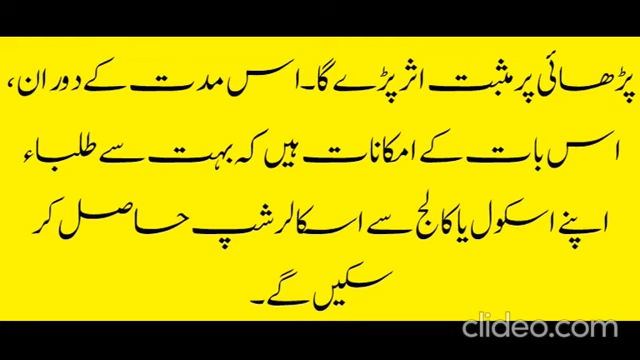 پڑھائی پر مثبت اثر پڑے گا۔ اس مدت کے دوران،
اس بات کے امکانات ہیں کہ بہت سے طلباء
اپنے اسکول یا کالج سے اسکالرشپ حاصل کر
سکیں گے۔
clideo.com